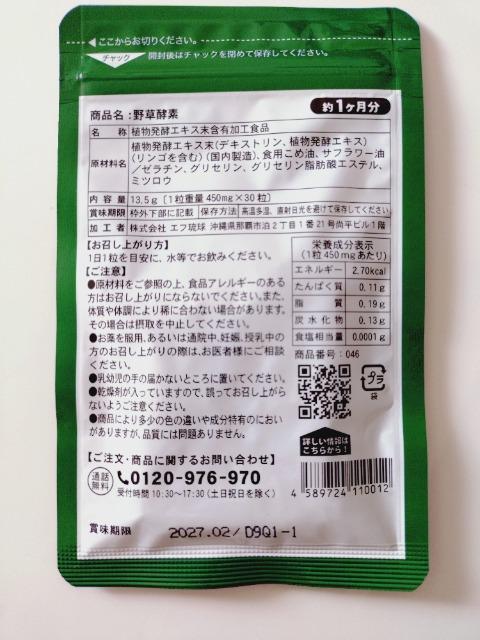 ここからお切りください。
チャック 開封後はチャックを閉めて保存してください。
商品名:野草酵素
約1ヶ月分
名 称 植物発酵エキス末含有加工食品
原材料名 植物発酵エキス末(デキストリン、植物発酵エキス)
(リンゴを含む)(国内製造)、食用こめ油、サフラワー油
/ゼラチン、グリセリン、グリセリン脂肪酸エステル、
ミツロウ
内 容 量 13.5g [1粒重量450mg×30粒]
賞味期限 枠外下部に記載 保存方法 高温多湿、直射日光を避けて保存してください。
加 工 者 株式会社 エフ琉球 沖縄県那覇市泊2丁目1番21号尚平ビル1階
【お召し上がり方】
1日1粒を目安に、水等でお飲みください。
【ご注意】
●原材料をご参照の上、食品アレルギーのある
方はお召し上がりにならないでください。また、
体質や体調により稀に合わない場合があります。
その場合は摂取を中止してください。
●お薬を服用、あるいは通院中、妊娠、授乳中の
方のお召し上がりの際は、お医者様にご相談
ください。
●乳幼児の手の届かないところに置いてください。
●乾燥剤が入っていますので、誤ってお召し上がら
ないようご注意ください。
●商品により多少の色の違いや成分特有のにおい
がありますが、品質には問題ありません。
栄養成分表示
(1粒450mgあたり)
エネルギー 2.70kcal
たんぱく質 0.11g
脂 質 0.19g
炭水化物 0.13g
食塩相当量 0.0001g
商品番号:046
プラ
袋
詳しい情報は
こちらから!
4 589724 110012
【ご注文・商品に関するお問い合わせ】
通話無料 0120-976-970
受付時間 10:30~17:30(土日祝日を除く)
賞味期限 2027.02/D9Q1-1